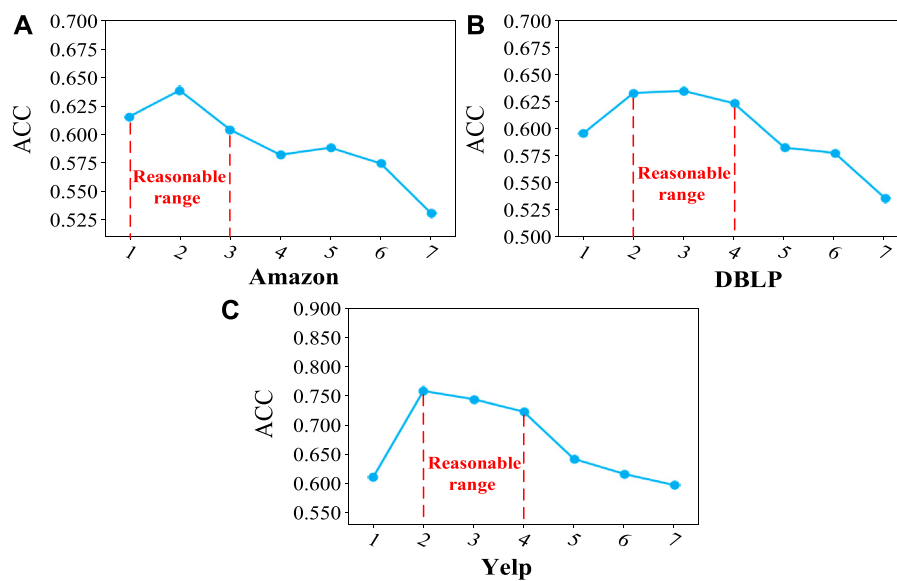 A
0.700
0.675
0.650
0.625
0.600
0.575
0.550
0.525
ACC
Reasonable
range
1 2 3 4 5 6 7
Amazon
B
0.700
0.675
0.650
0.625
0.600
0.575
0.550
0.525
0.500
ACC
Reasonable
range
1 2 3 4 5 6 7
DBLP
C
0.900
0.800
0.850
0.750
0.700
0.650
0.600
0.550
ACC
Reasonable
range
1 2 3 4 5 6 7
Yelp